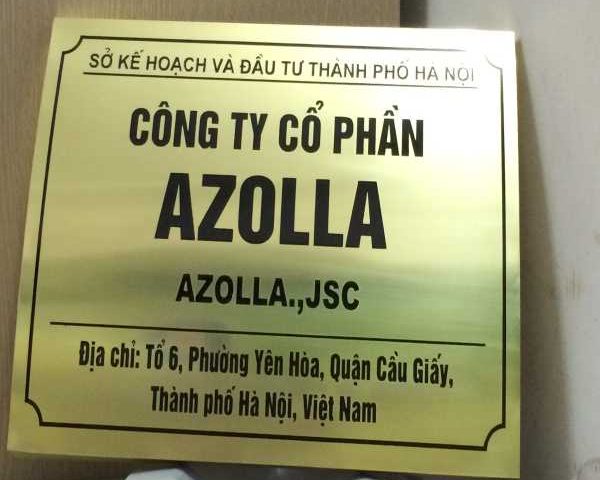 SỞ KẾ HOẠCH VÀ ĐẦU TƯ THÀNH PHỐ HÀ NỘI
CÔNG TY CỔ PHẦN
AZOLLA
AZOLLA.,JSC
Địa chỉ: Tổ 6, Phường Yên Hòa, Quận Cầu Giấy,
Thành phố Hà Nội, Việt Nam